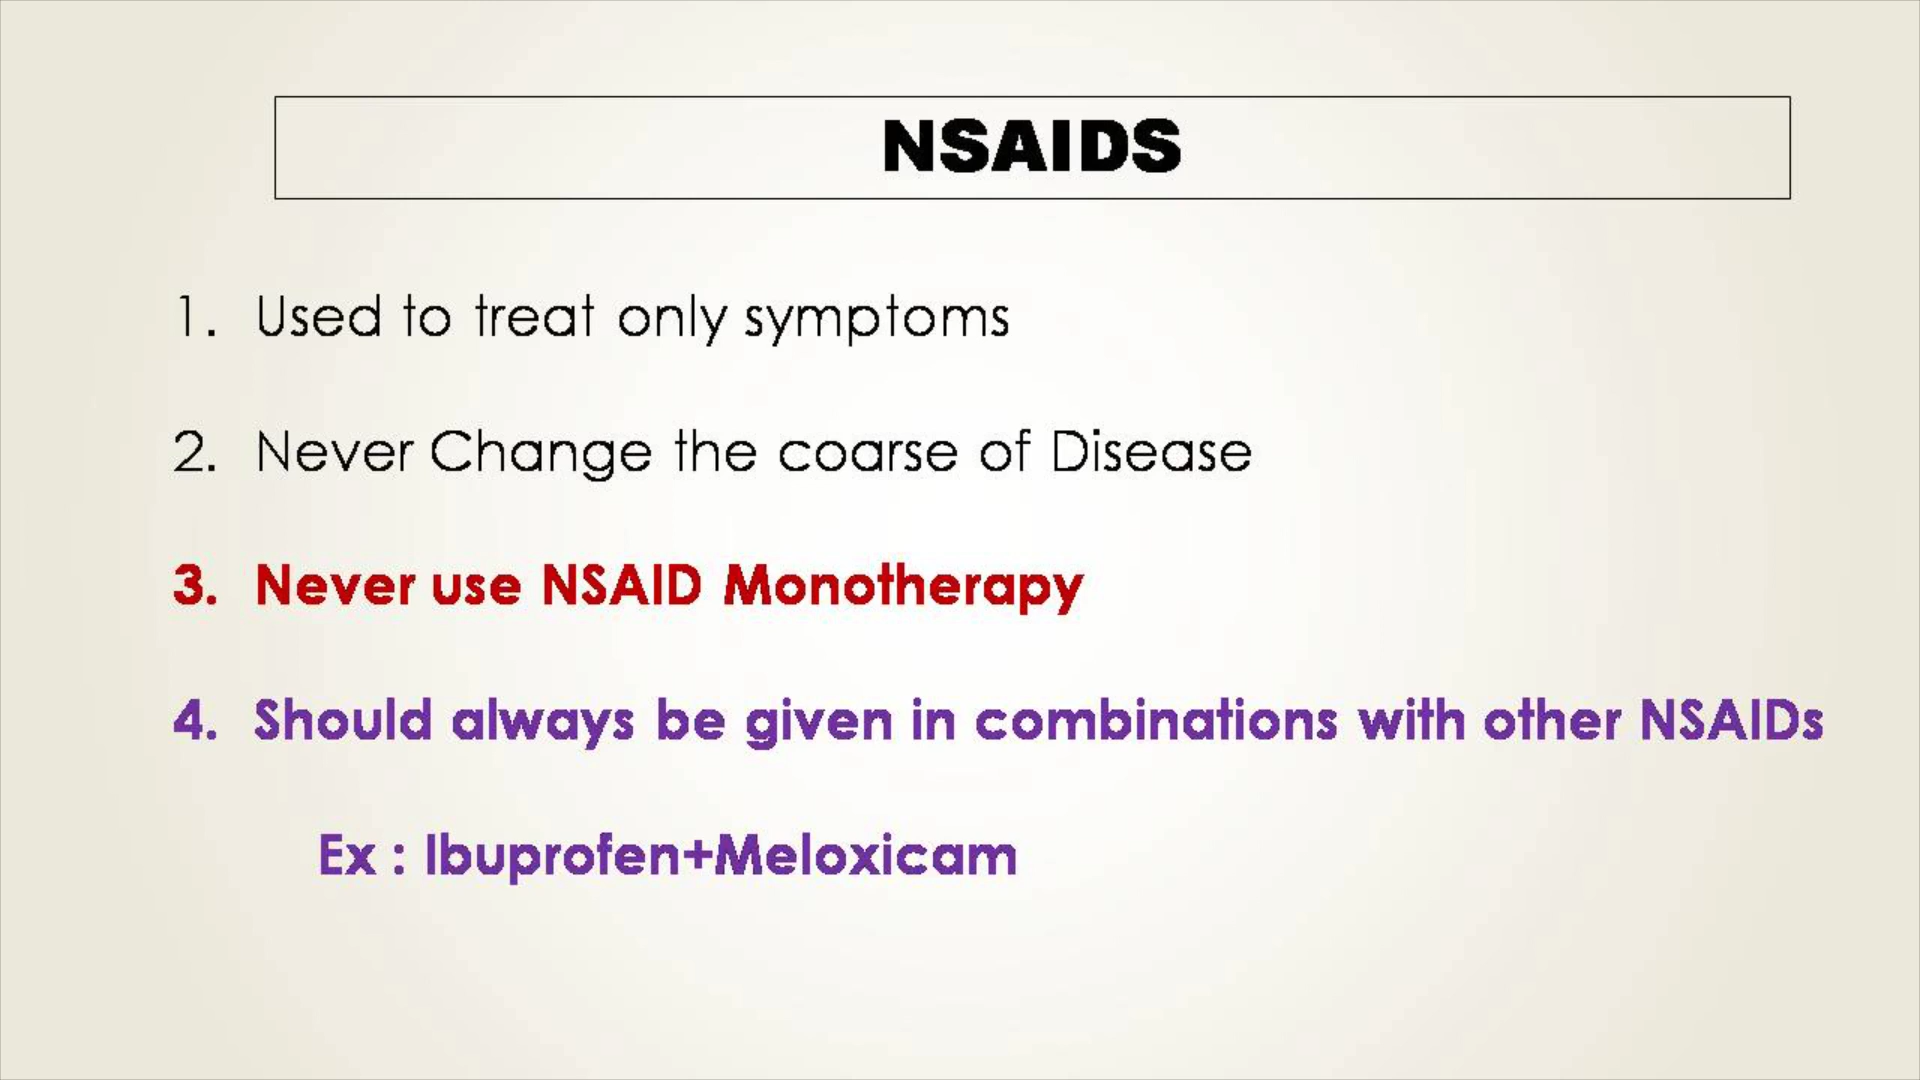 NSAIDS
1. Used to treat only symptoms
2. Never Change the coarse of Disease
3. Never use NSAID Monotherapy
4. Should always be given in combinations with other NSAIDs
Ex : Ibuprofen+Meloxicam